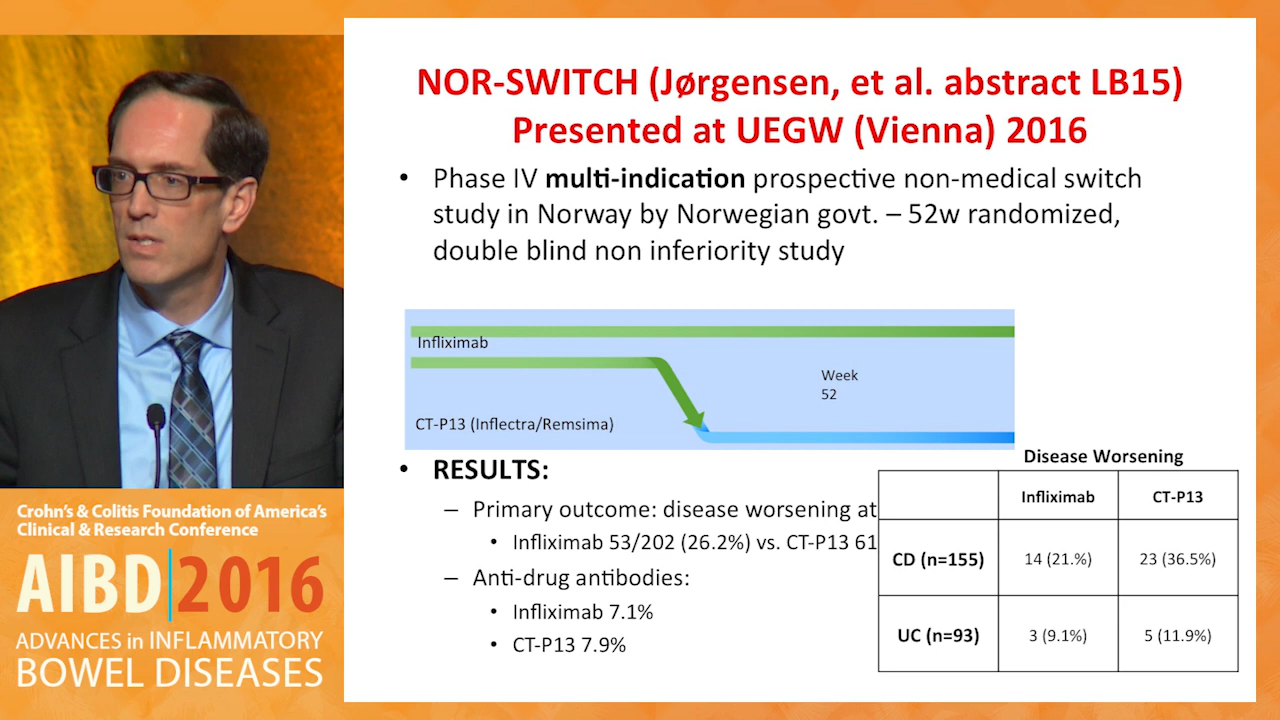 NOR-SWITCH (Jørgensen, et al. abstract LB15)
Presented at UEGW (Vienna) 2016
• Phase IV multi-indication prospective non-medical switch
study in Norway by Norwegian govt. – 52w randomized,
double blind non inferiority study
Infliximab
Week
52
CT-P13 (Inflectra/Remsima)
• RESULTS:
– Primary outcome: disease worsening at
• Infliximab 53/202 (26.2%) vs. CT-P13 61
– Anti-drug antibodies:
• Infliximab 7.1%
• CT-P13 7.9%
Disease Worsening
Infliximab CT-P13
CD (n=155) 14 (21.%) 23 (36.5%)
UC (n=93) 3 (9.1%) 5 (11.9%)
Crohn's & Colitis Foundation of America's
Clinical & Research Conference
AIBD|2016
ADVANCES in INFLAMMATORY
BOWEL DISEASES